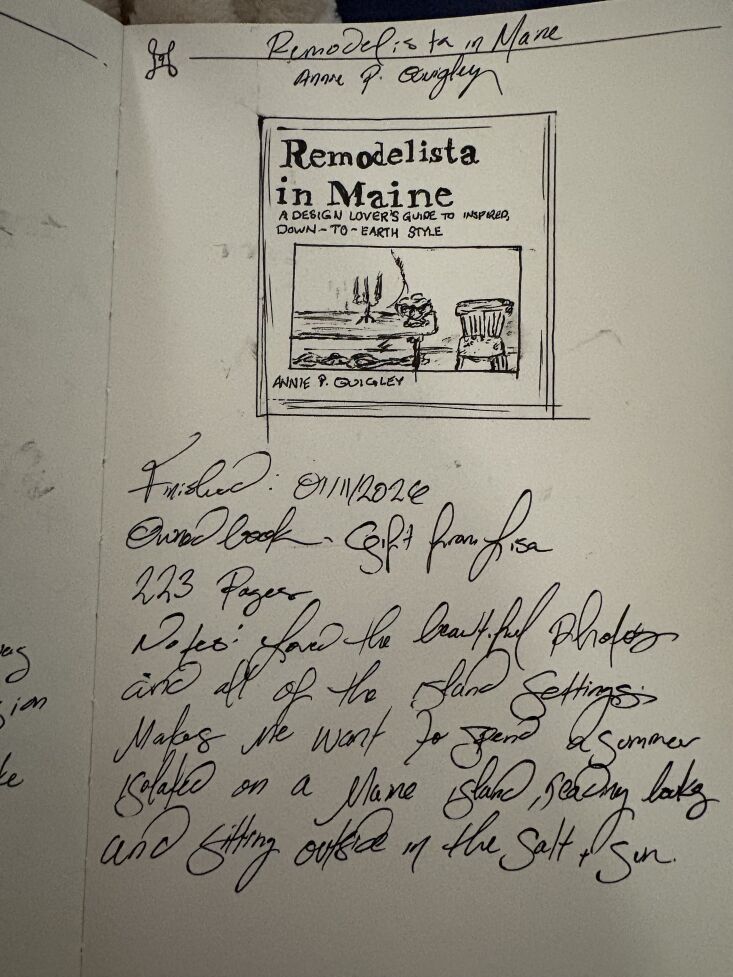 Remodelista in Maine
Annie P. Quigley
Remodelista
in Maine
A DESIGN LOVER'S GUIDE TO INSPIRED,
DOWN-TO-EARTH STYLE
ANNIE P. QUIGLEY
Finished: 01/11/2026
Owned book - Gift from Lisa
223 Pages
Notes: Loved the beautiful photos
and all of the island settings.
Makes me want to spend a summer
isolated on a Maine island, reading books
and sitting outside in the salt + sun.